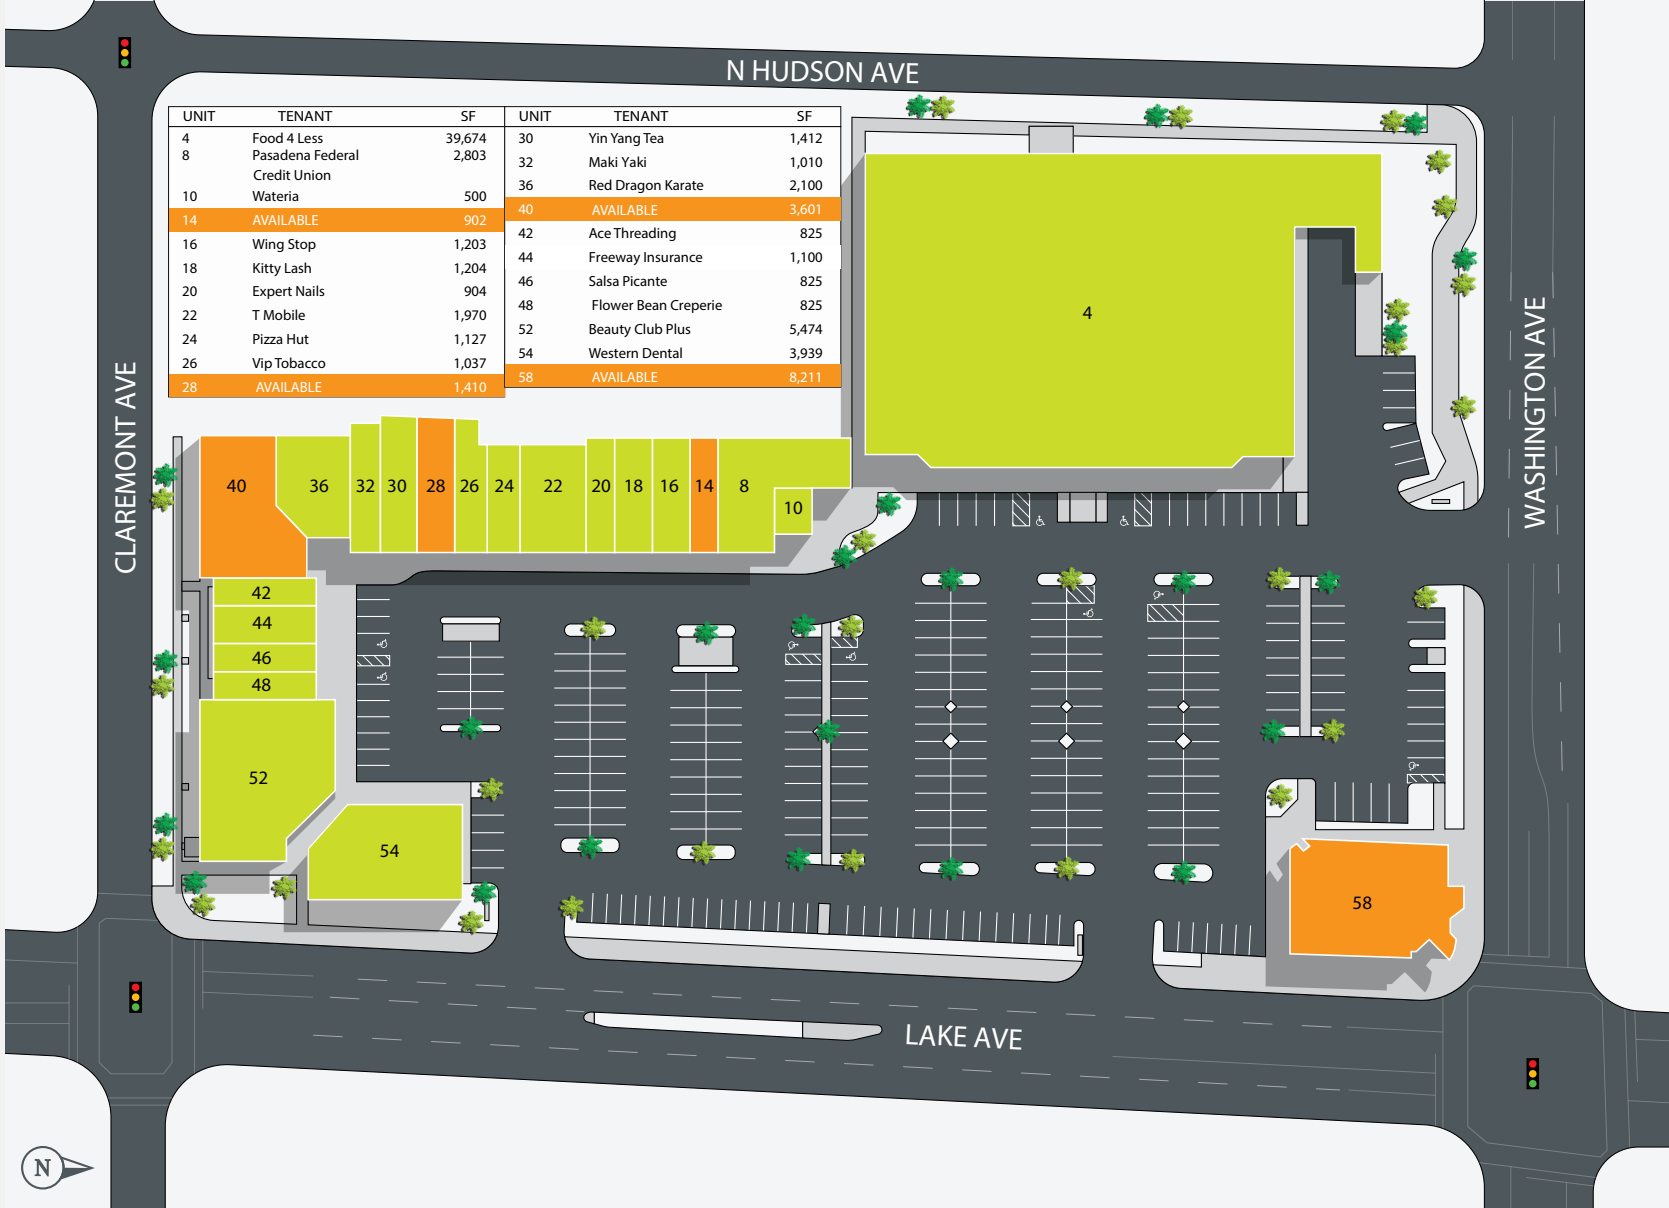 N HUDSON AVE
UNIT TENANT SF
4 Food 4 Less 39,674
8 Pasadena Federal 2,803
Credit Union
10 Wateria 500
14 AVAILABLE 902
16 Wing Stop 1,203
18 Kitty Lash 1,204
20 Expert Nails 904
22 T Mobile 1,970
24 Pizza Hut 1,127
26 Vip Tobacco 1,037
28 AVAILABLE 1,410
UNIT TENANT SF
30 Yin Yang Tea 1,412
32 Maki Yaki 1,010
36 Red Dragon Karate 2,100
40 AVAILABLE 3,601
42 Ace Threading 825
44 Freeway Insurance 1,100
46 Salsa Picante 825
48 Flower Bean Creperie 825
52 Beauty Club Plus 5,474
54 Western Dental 3,939
58 AVAILABLE 8,211
4
WASHINGTON AVE
CLAREMONT AVE
40 36 32 30 28 26 24 22 20 18 16 14 8
10
42
44
46
48
52
54
58
LAKE AVE
N